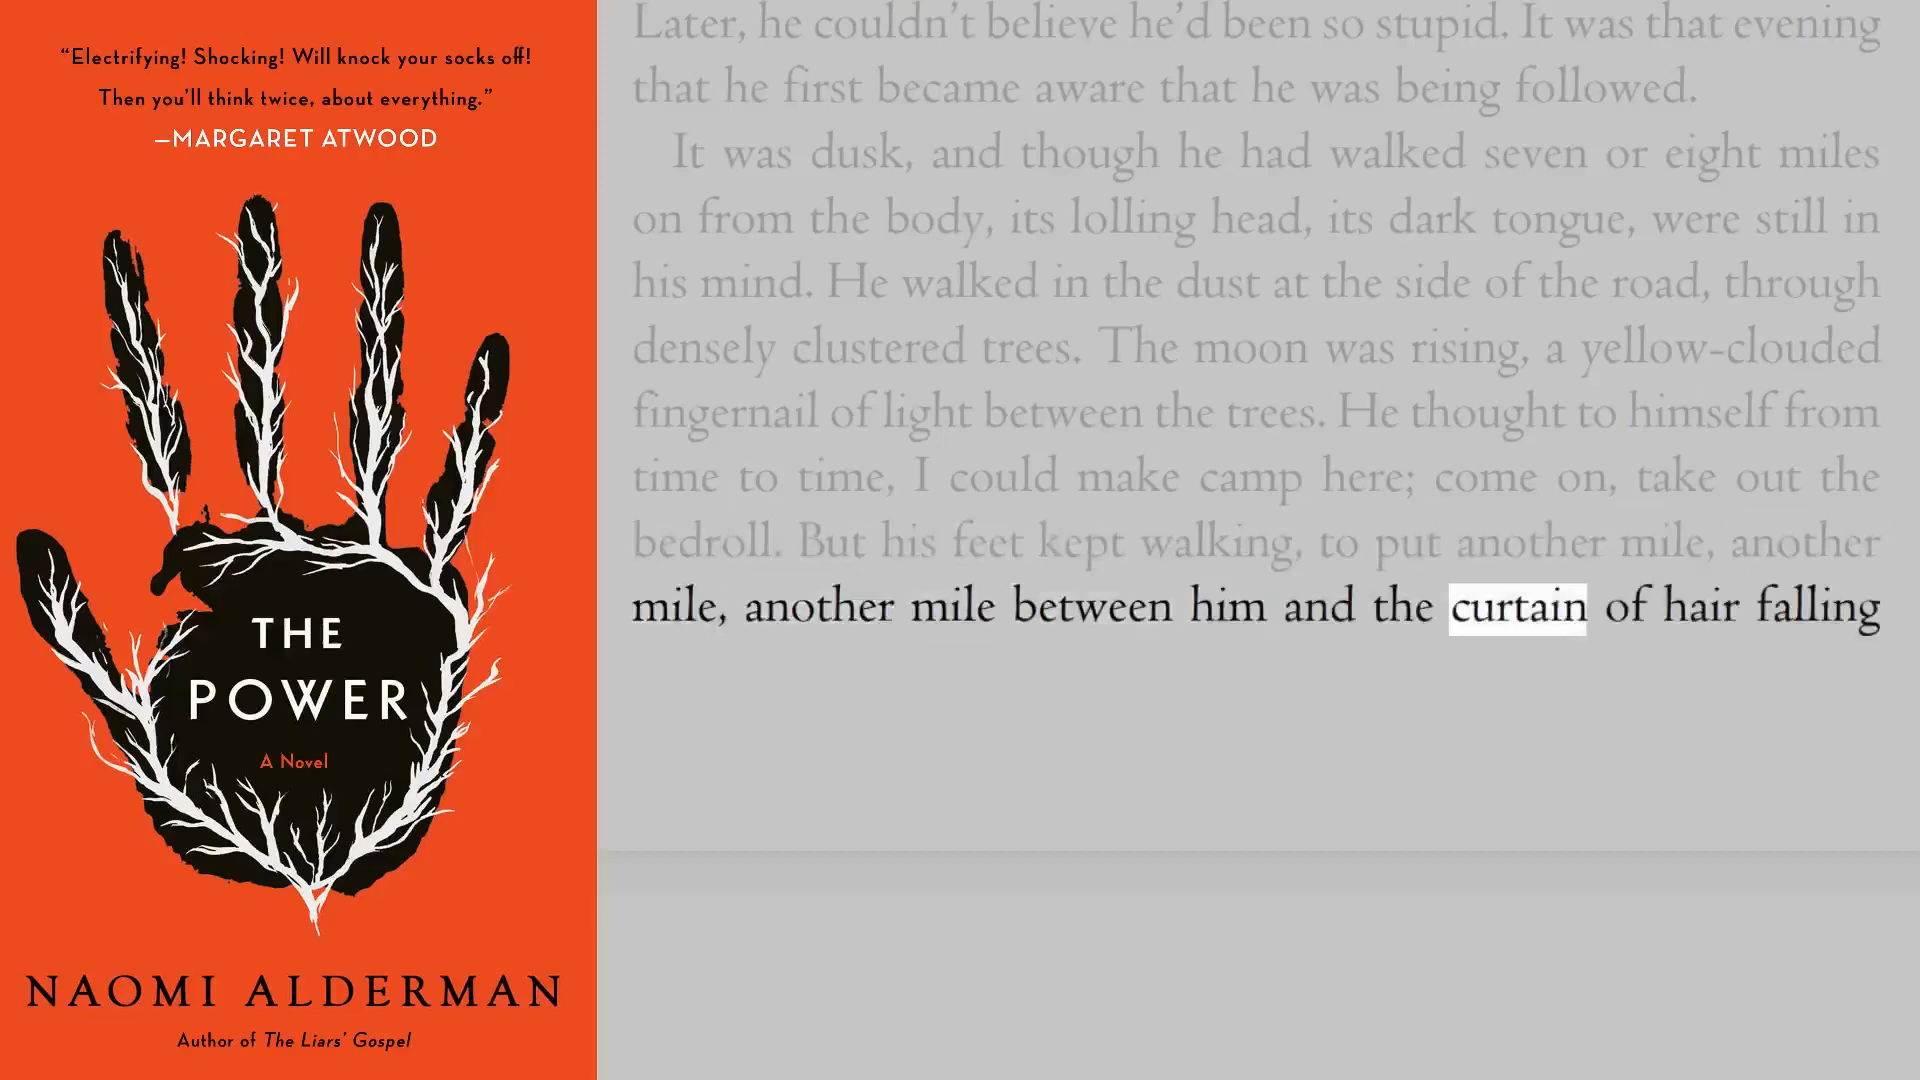 “Electrifying! Shocking! Will knock your socks off!
Then you’ll think twice, about everything.”
—MARGARET ATWOOD
THE
POWER
A Novel
NAOMI ALDERMAN
Author of The Liars’ Gospel
Later, he couldn’t believe he’d been so stupid. It was that evening
that he first became aware that he was being followed.
It was dusk, and though he had walked seven or eight miles
on from the body, its lolling head, its dark tongue, were still in
his mind. He walked in the dust at the side of the road, through
densely clustered trees. The moon was rising, a yellow-clouded
fingernail of light between the trees. He thought to himself from
time to time, I could make camp here; come on, take out the
bedroll. But his feet kept walking, to put another mile, another
mile, another mile between him and the curtain of hair falling